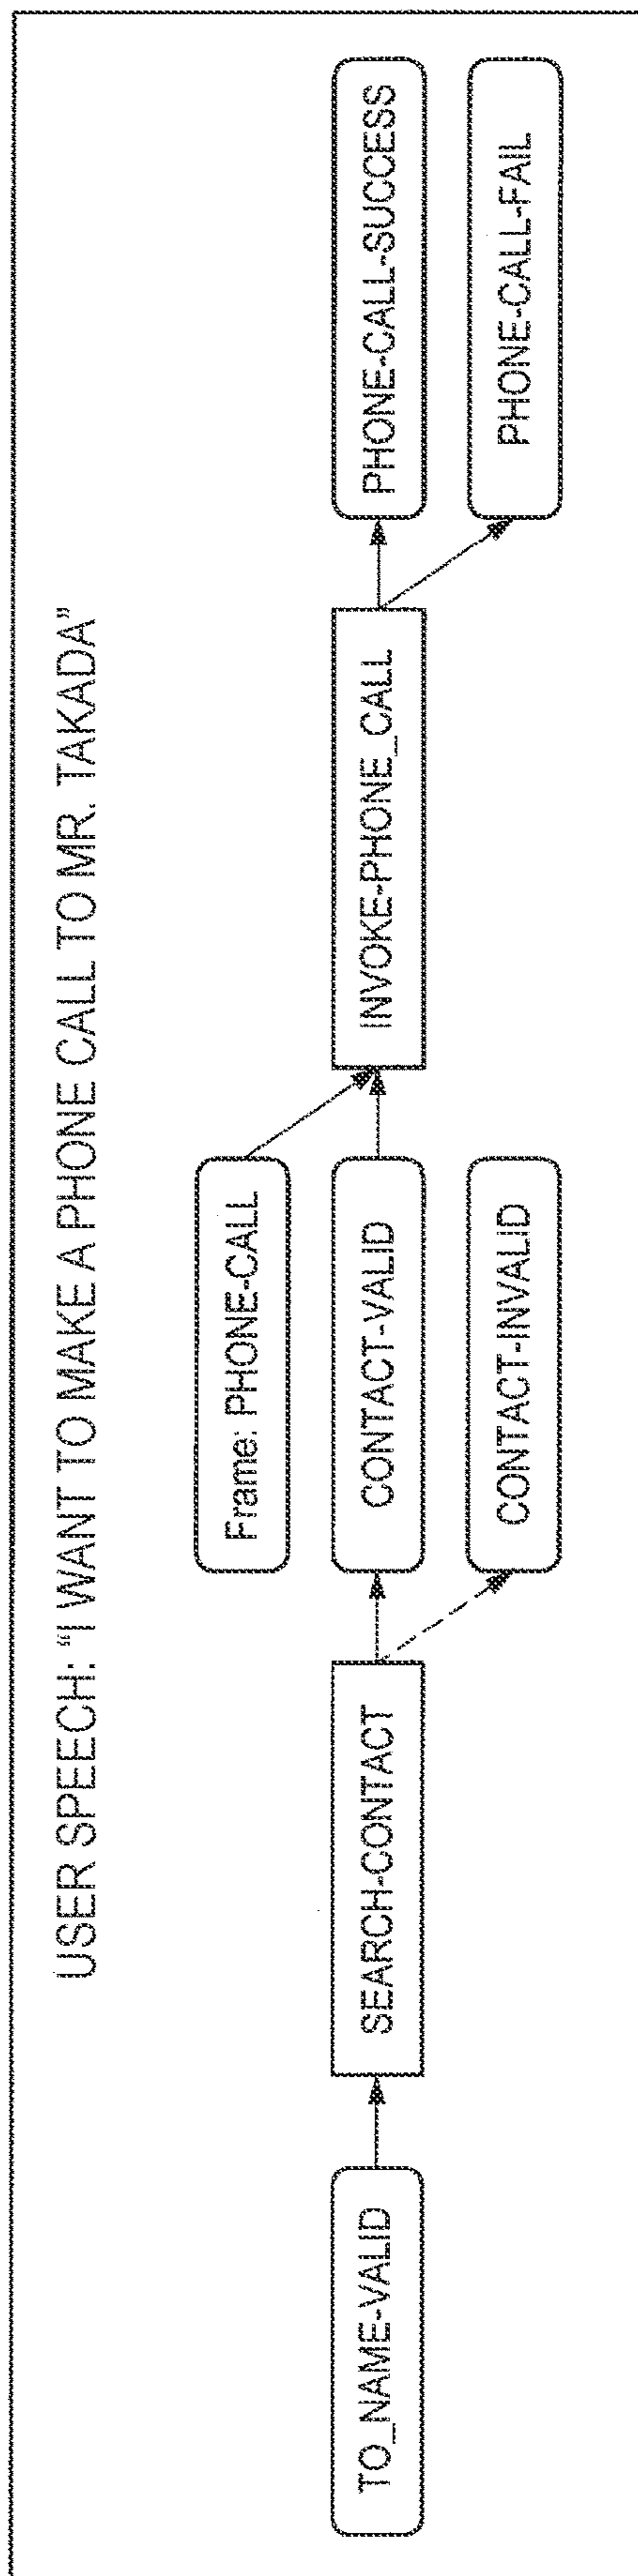 USER SPEECH: "I WANT TO MAKE A PHONE CALL TO MR. TAKADA"
TO_NAME-VALID
SEARCH-CONTACT
Frame: PHONE-CALL
CONTACT-VALID
CONTACT-INVALID
INVOKE-PHONE_CALL
PHONE-CALL-SUCCESS
PHONE-CALL-FAIL